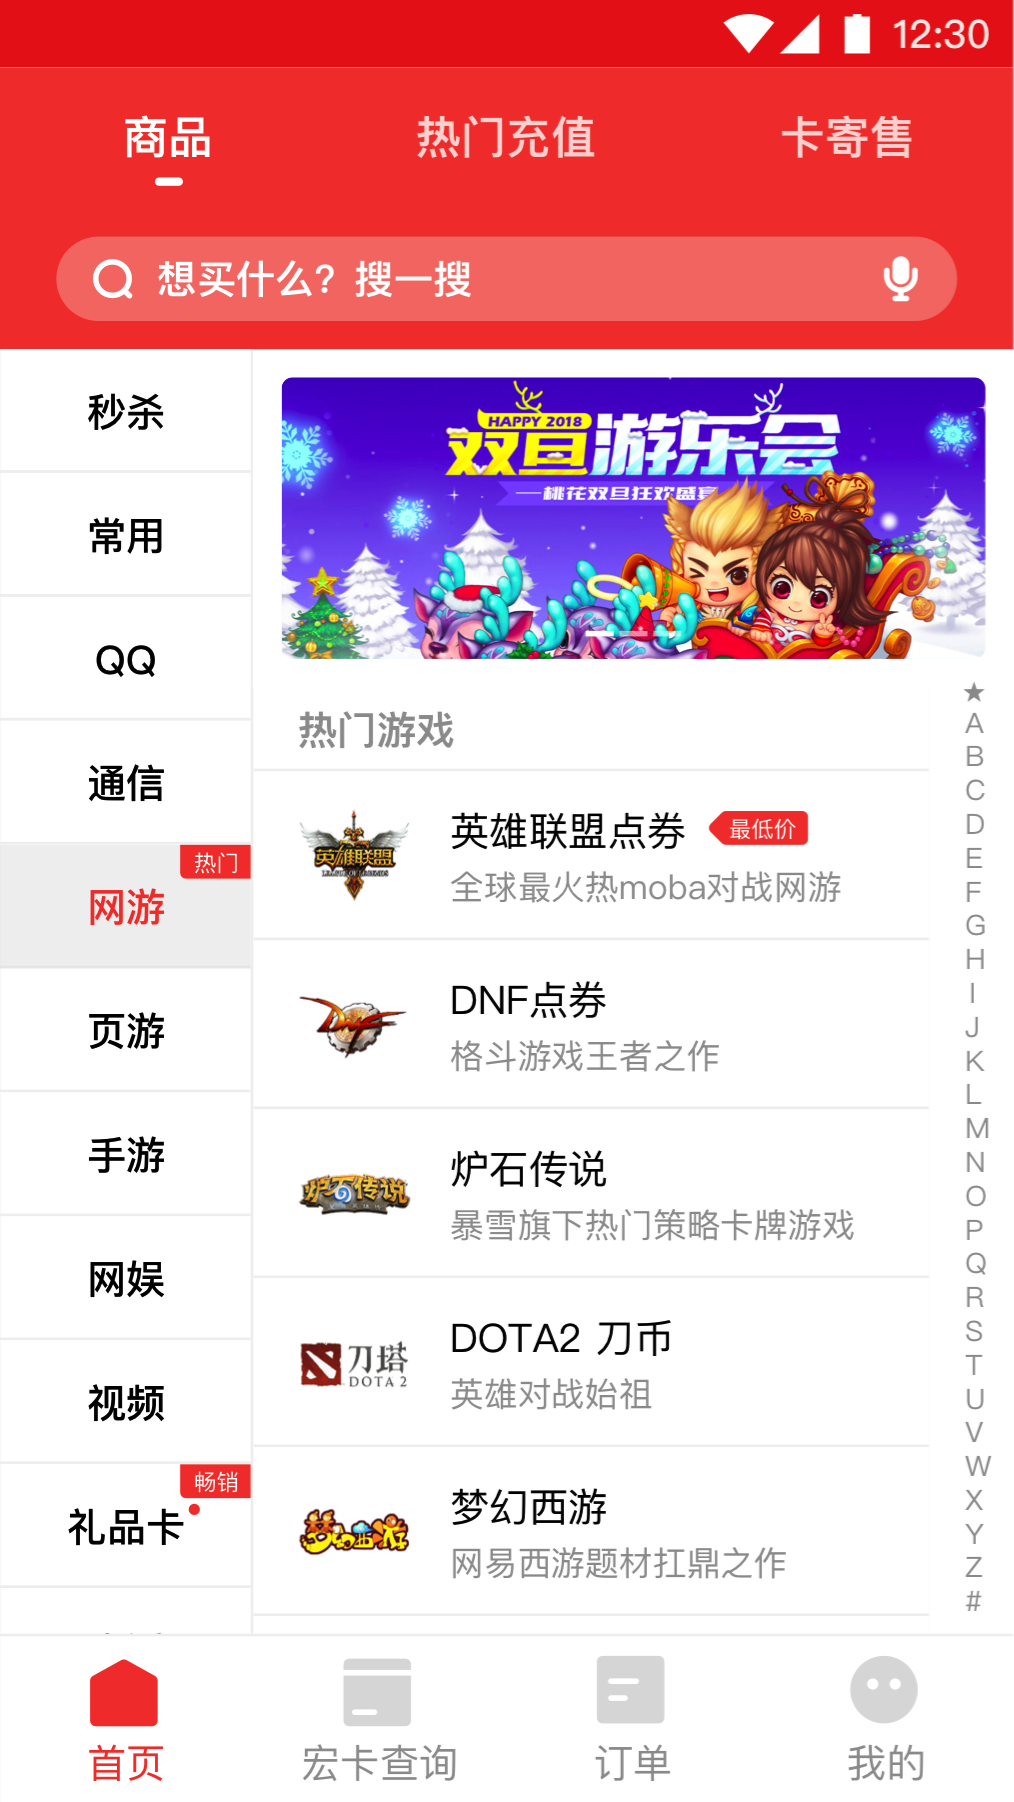 12:30
商品
热门充值
卡寄售
想买什么？搜一搜
秒杀
常用
QQ
通信
热门
网游
页游
手游
网娱
视频
畅销
礼品卡
HAPPY 2018
双旦游乐会
一桃花双旦狂欢盛宴
热门游戏
英雄联盟
LEAGUE OF LEGENDS
英雄联盟点券
最低价
全球最火热moba对战网游
DNF
DNF点券
格斗游戏王者之作
炉石传说
炉石传说
暴雪旗下热门策略卡牌游戏
刀塔
DOTA 2
DOTA2 刀币
英雄对战始祖
梦幻西游
梦幻西游
网易西游题材扛鼎之作
★
A
B
C
D
E
F
G
H
I
J
K
L
M
N
O
P
Q
R
S
T
U
V
W
X
Y
Z
#
首页
宏卡查询
订单
我的